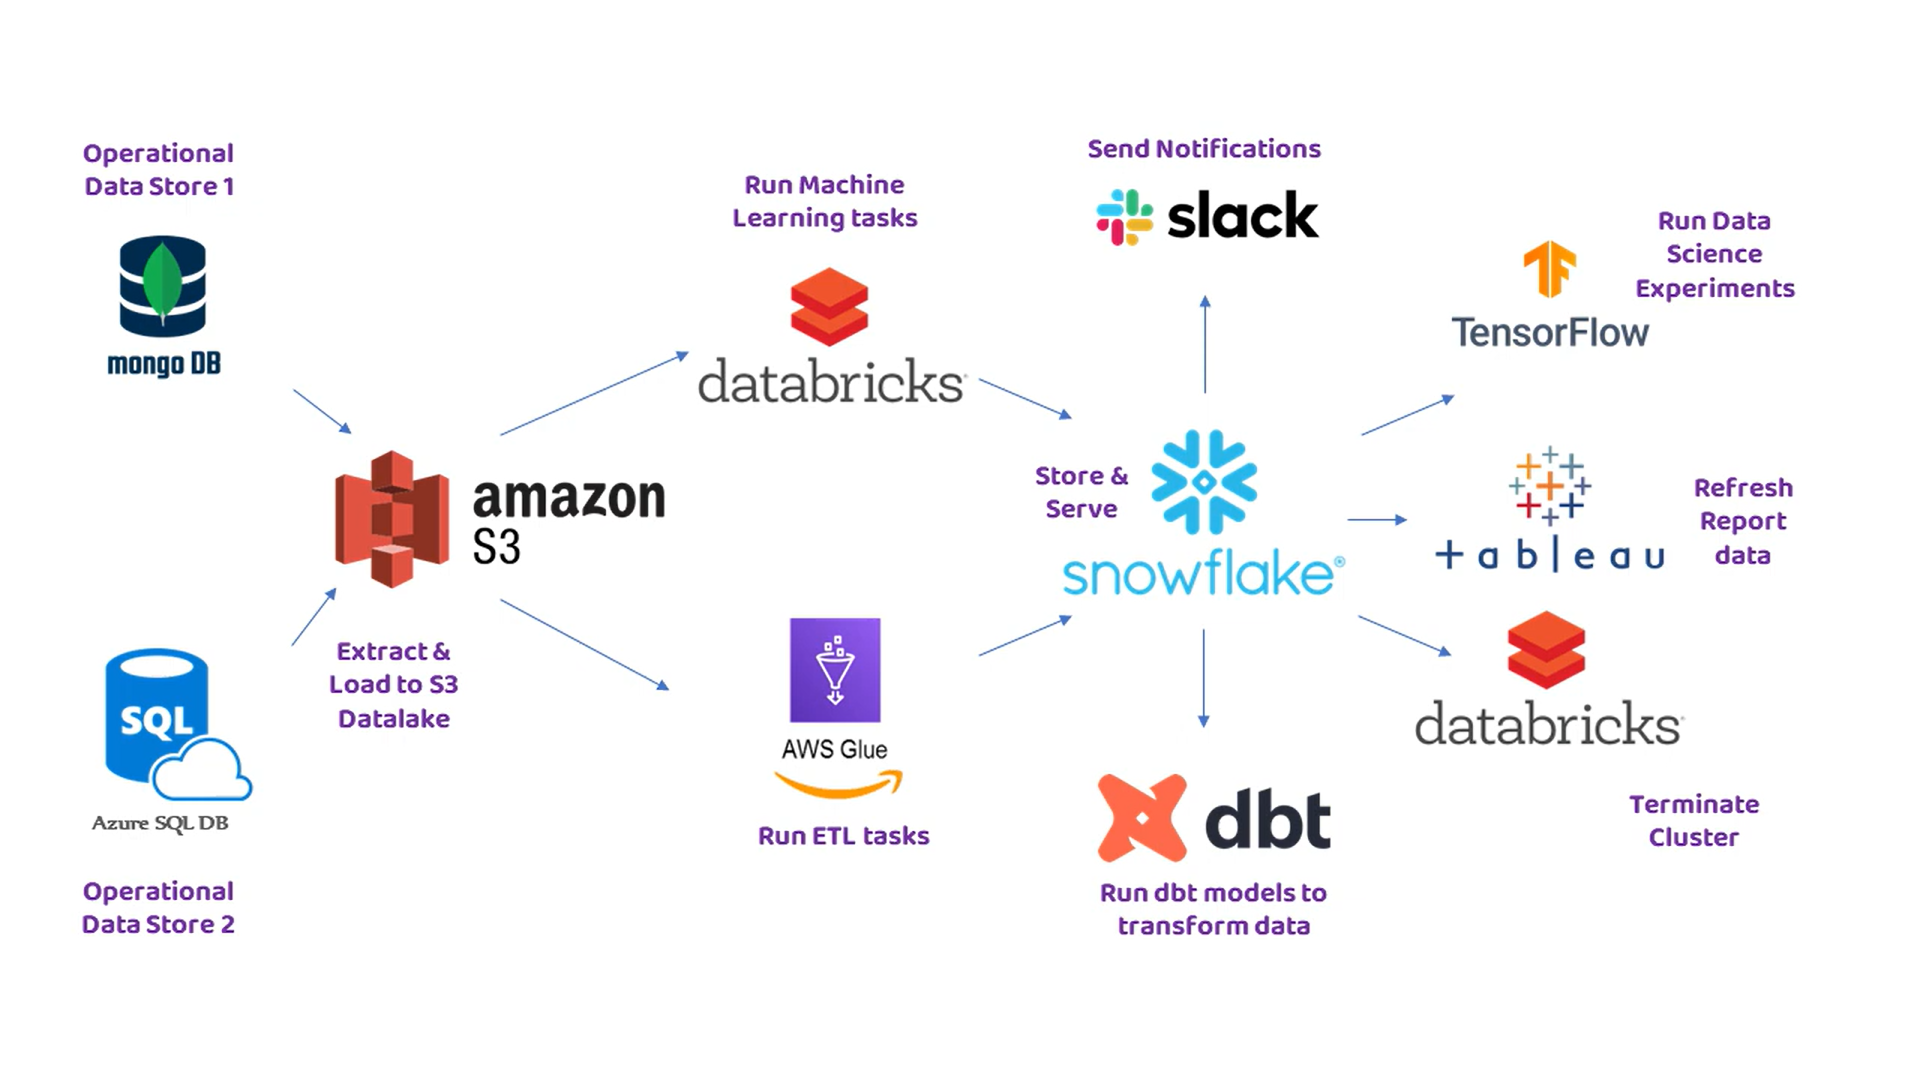 Operational
Data Store 1
mongo DB
SQL
Azure SQL DB
Operational
Data Store 2
amazon
S3
Extract &
Load to S3
Datalake
Run Machine
Learning tasks
databricks
AWS Glue
Run ETL tasks
Send Notifications
slack
Store &
Serve
snowflake®
dbt
Run dbt models to
transform data
Run Data
Science
Experiments
TensorFlow
+ableau
Refresh
Report
data
databricks
Terminate
Cluster